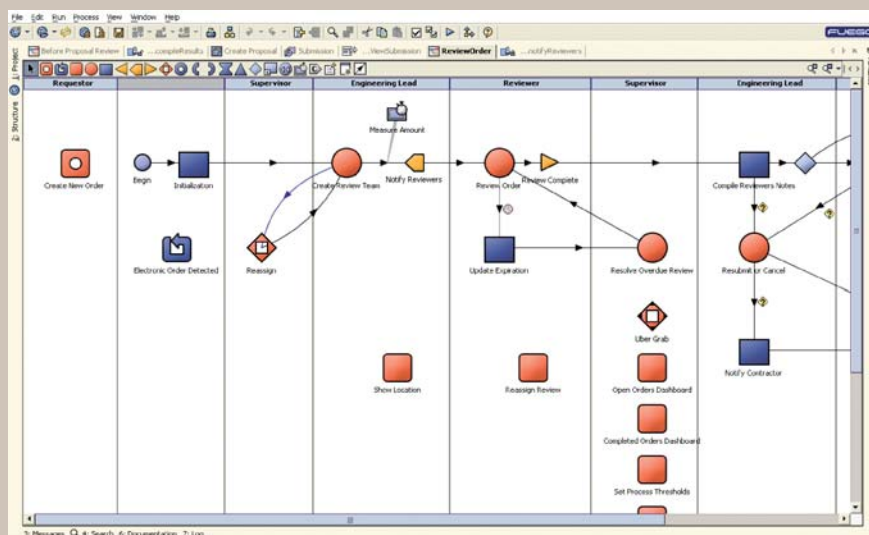 File Edit Run Process View Window Help
FUEGO
Before Proposal Review ...compileResults Create Proposal Submission ...ViewSubmission ReviewOrder ...notifyReviewers
1: Project
2: Structure
Requestor Supervisor Engineering Lead Reviewer Supervisor Engineering Lead
Measure Amount
Create New Order Begin Initialization Create Review Team Notify Reviewers Review Order Review Complete Compile Reviewers Notes
Electronic Order Detected Reassign Update Expiration Resolve Overdue Review Resubmit or Cancel
Uber Grab
Notify Contractor
Show Location Reassign Review Open Orders Dashboard
Completed Orders Dashboard
Set Process Thresholds
3: Messages 4: Search 6: Documentation 7: Log